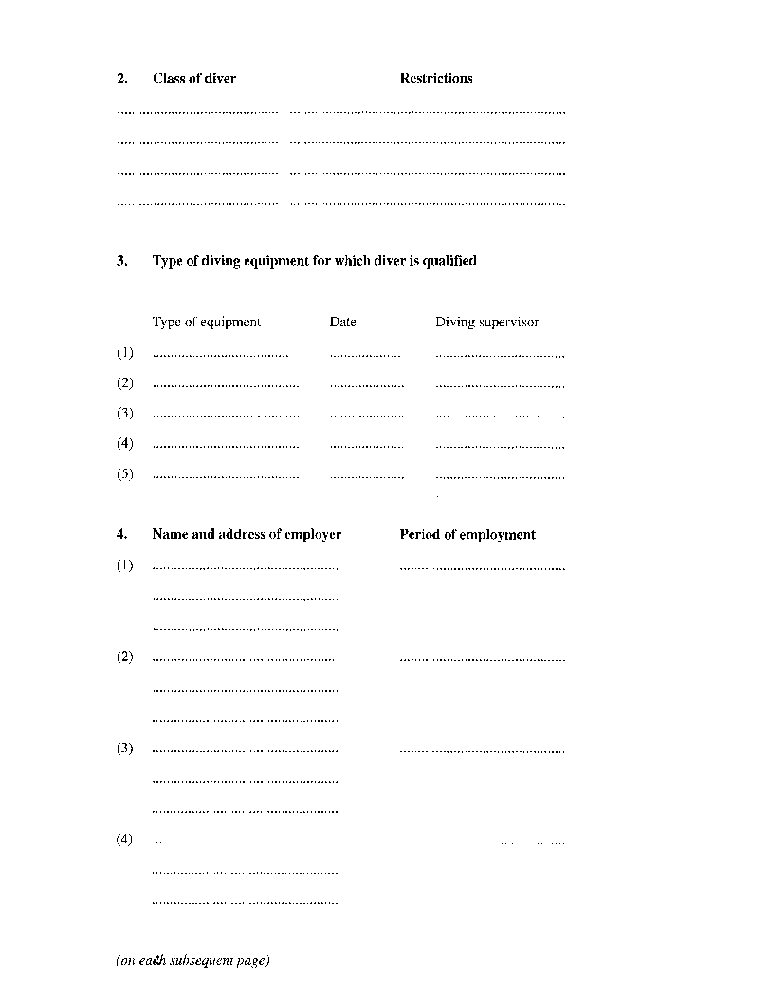 2. Class of diver Restrictions
.......................................... ........................................................................
.......................................... ........................................................................
.......................................... ........................................................................
.......................................... ........................................................................
3. Type of diving equipment for which diver is qualified
Type of equipment Date Diving supervisor
(1) .................................... ................... ..................................
(2) ....................................... .................... ..................................
(3) ....................................... .................... ..................................
(4) ....................................... .................... ..................................
(5) ....................................... .................... ..................................
4. Name and address of employer Period of employment
(1) ................................................. ............................................
.................................................
.................................................
(2) ................................................ ............................................
.................................................
.................................................
(3) ................................................. ............................................
.................................................
.................................................
(4) ................................................. ............................................
.................................................
.................................................
(on each subsequent page)